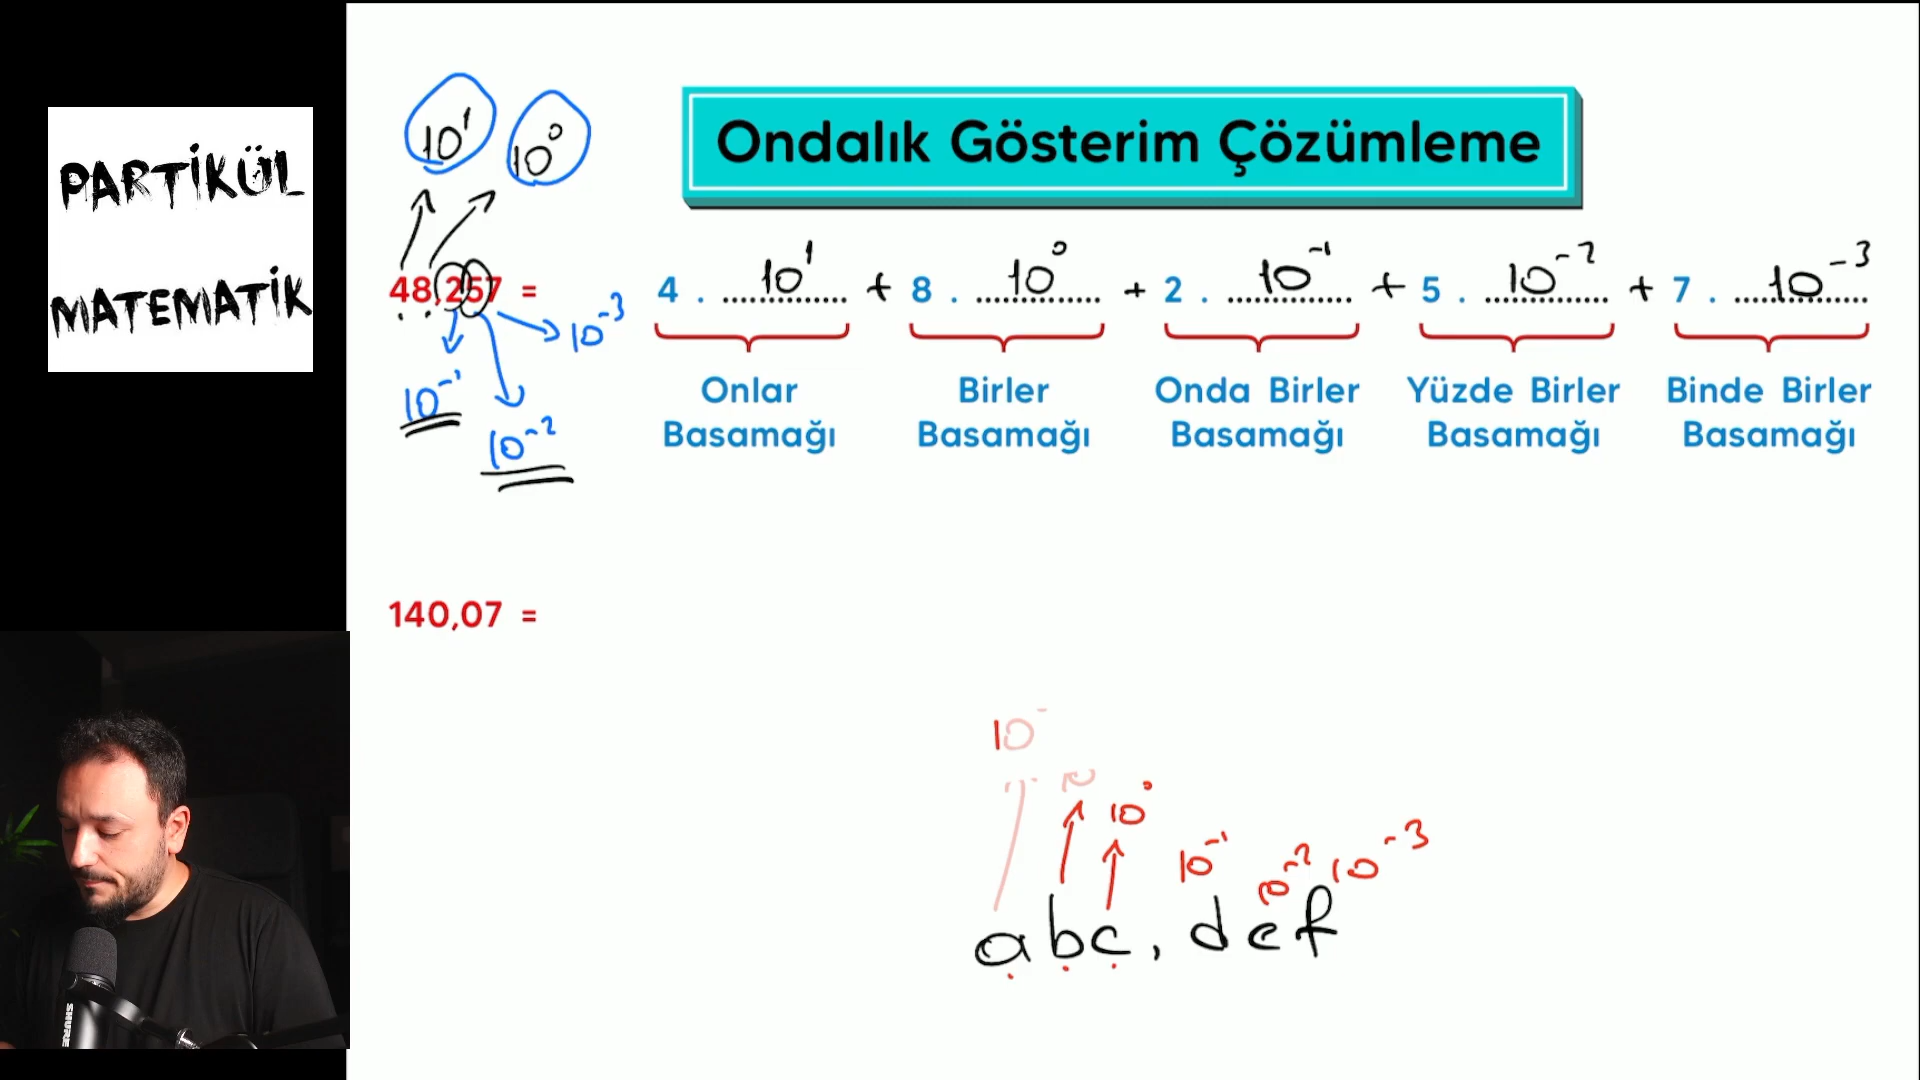 PARTİKÜL
MATEMATİK
Ondalık Gösterim Çözümleme
10¹ 10⁰
48,257 = 4 . 10¹ + 8 . 10⁰ + 2 . 10⁻¹ + 5 . 10⁻² + 7 . 10⁻³
10⁻³
10⁻¹
10⁻²
Onlar Basamağı
Birler Basamağı
Onda Birler Basamağı
Yüzde Birler Basamağı
Binde Birler Basamağı
140,07 =
10
10⁰
10⁻¹ 10⁻² 10⁻³
abc, def
SHURE